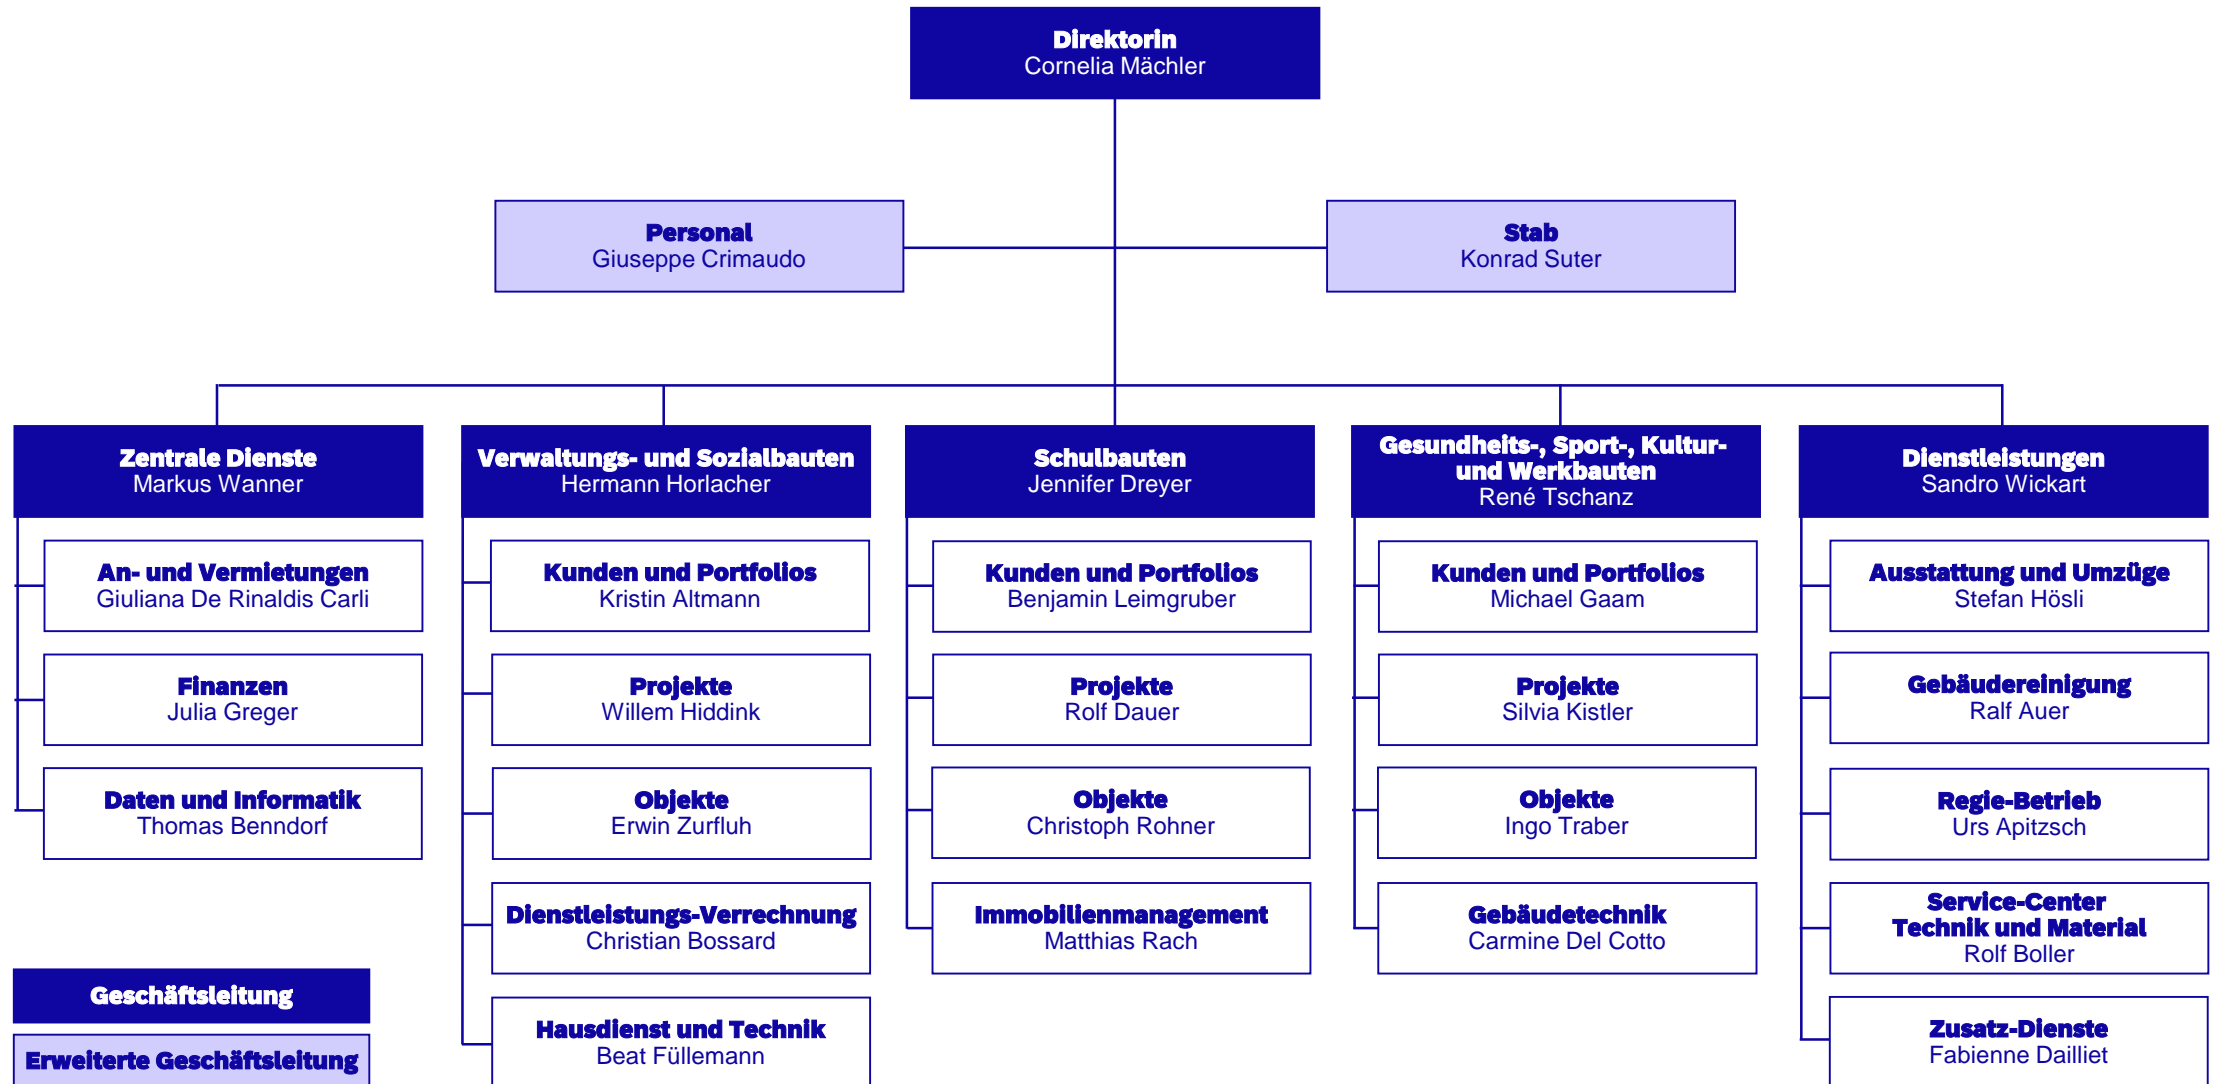 Direktorin
Cornelia Mächler
Personal
Giuseppe Crimaudo
Stab
Konrad Suter
Zentrale Dienste
Markus Wanner
An- und Vermietungen
Giuliana De Rinaldis Carli
Finanzen
Julia Greger
Daten und Informatik
Thomas Benndorf
Verwaltungs- und Sozialbauten
Hermann Horlacher
Kunden und Portfolios
Kristin Altmann
Projekte
Willem Hiddink
Objekte
Erwin Zurfluh
Dienstleistungs-Verrechnung
Christian Bossard
Hausdienst und Technik
Beat Füllemann
Schulbauten
Jennifer Dreyer
Kunden und Portfolios
Benjamin Leimgruber
Projekte
Rolf Dauer
Objekte
Christoph Rohner
Immobilienmanagement
Matthias Rach
Gesundheits-, Sport-, Kultur-
und Werkbauten
René Tschanz
Kunden und Portfolios
Michael Gaam
Projekte
Silvia Kistler
Objekte
Ingo Traber
Gebäudetechnik
Carmine Del Cotto
Dienstleistungen
Sandro Wickart
Ausstattung und Umzüge
Stefan Hösli
Gebäudereinigung
Ralf Auer
Regie-Betrieb
Urs Apitzsch
Service-Center
Technik und Material
Rolf Boller
Zusatz-Dienste
Fabienne Dailliet
Geschäftsleitung
Erweiterte Geschäftsleitung